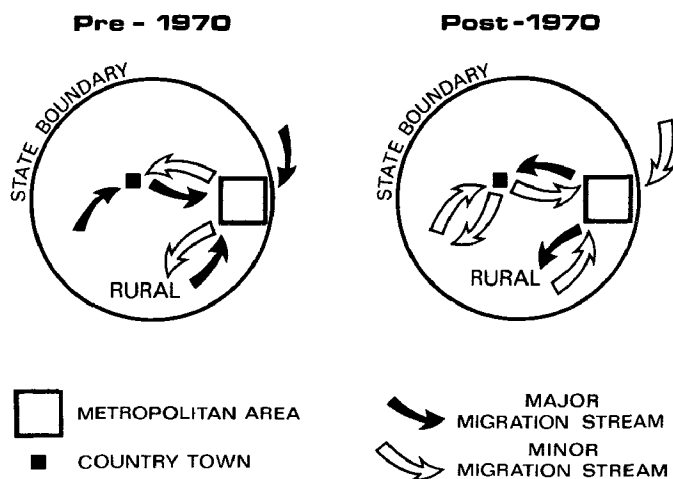 Pre - 1970
Post-1970
STATE BOUNDARY
RURAL
STATE BOUNDARY
RURAL
METROPOLITAN AREA
COUNTRY TOWN
MAJOR
MIGRATION STREAM
MINOR
MIGRATION STREAM